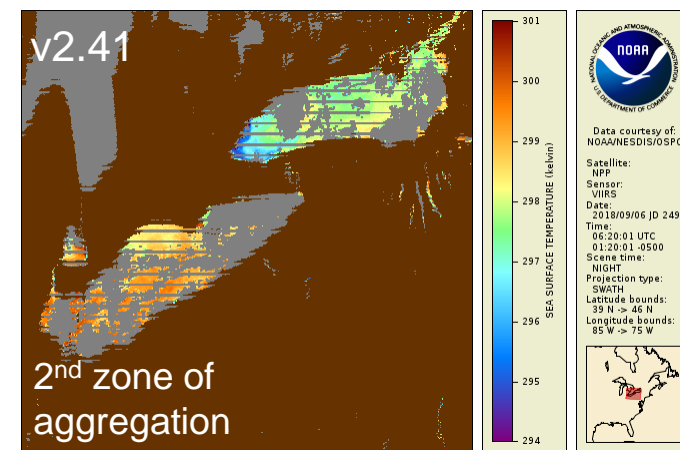 v2.41
2nd zone of
aggregation
301
300
299
298
297
296
295
294
SEA SURFACE TEMPERATURE (kelvin)
NATIONAL OCEANIC AND ATMOSPHERIC ADMINISTRATION
NOAA
U.S. DEPARTMENT OF COMMERCE
Data courtesy of:
NOAA/NESDIS/OSPO
Satellite:
NPP
Sensor:
VIIRS
Date:
2018/09/06 JD 249
Time:
06:20:01 UTC
01:20:01 -0500
Scene time:
NIGHT
Projection type:
SWATH
Latitude bounds:
39 N -> 46 N
Longitude bounds:
85 W -> 75 W